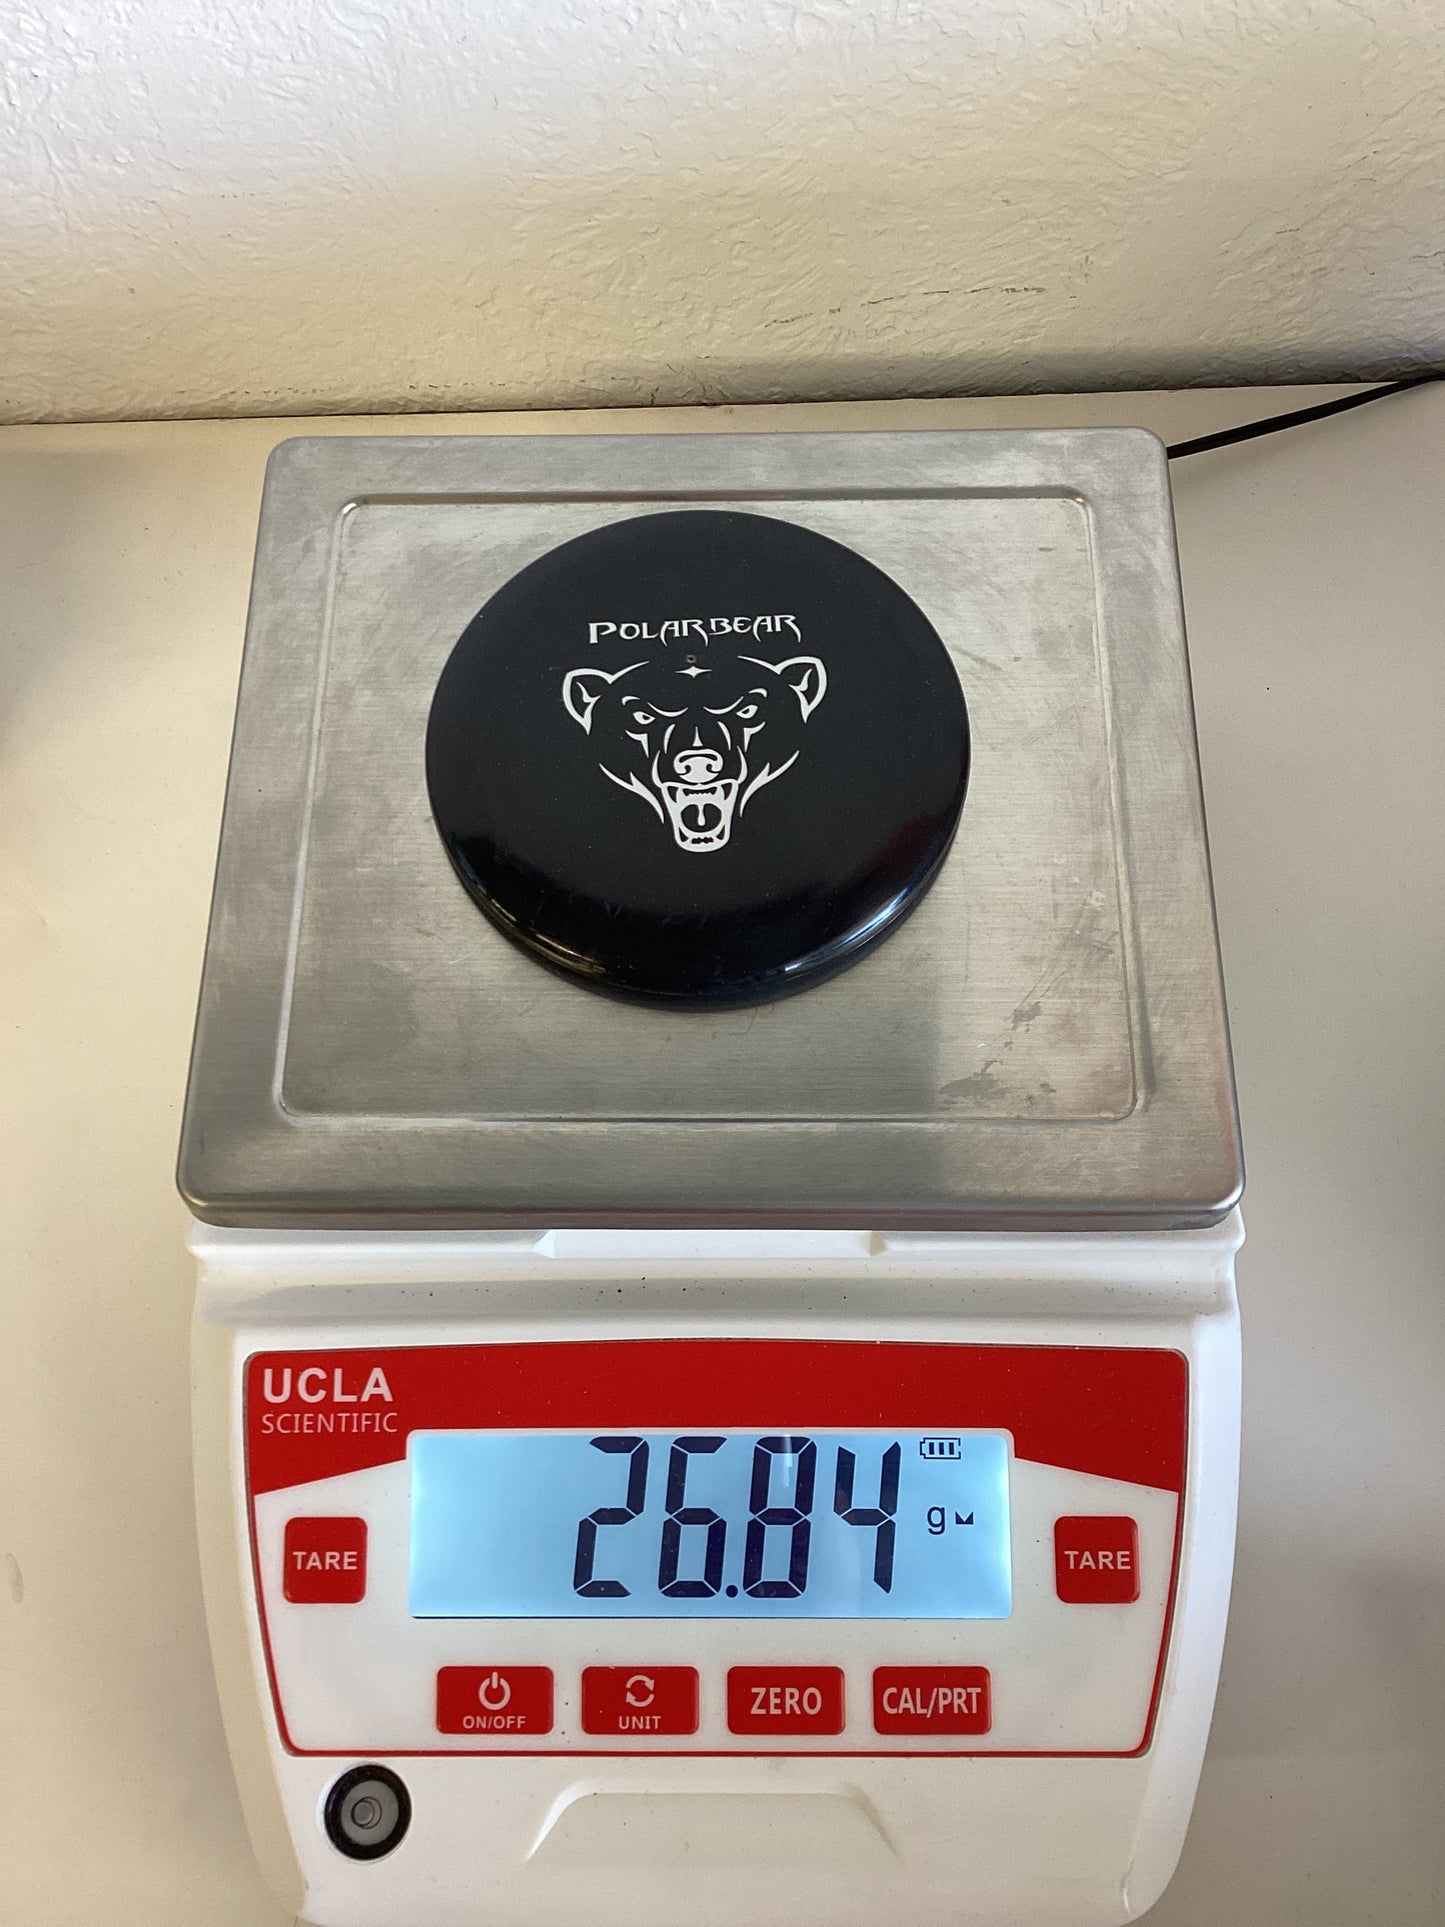 POLARBEAR
UCLA
SCIENTIFIC
26.84 g
TARE
TARE
ON/OFF
UNIT
ZERO
CAL/PRT